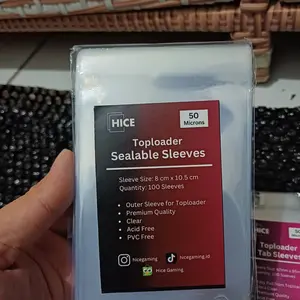 HICE
50
Microns
Toploader
Sealable Sleeves
Sleeve Size: 8 cm x 10.5 cm
Quantity: 100 Sleeves
• Outer Sleeve for Toploader
• Premium Quality
• Clear
• Acid Free
• PVC Free
hicegaming
hicegaming.id
Hice Gaming
Toploader
Tab Sleeves